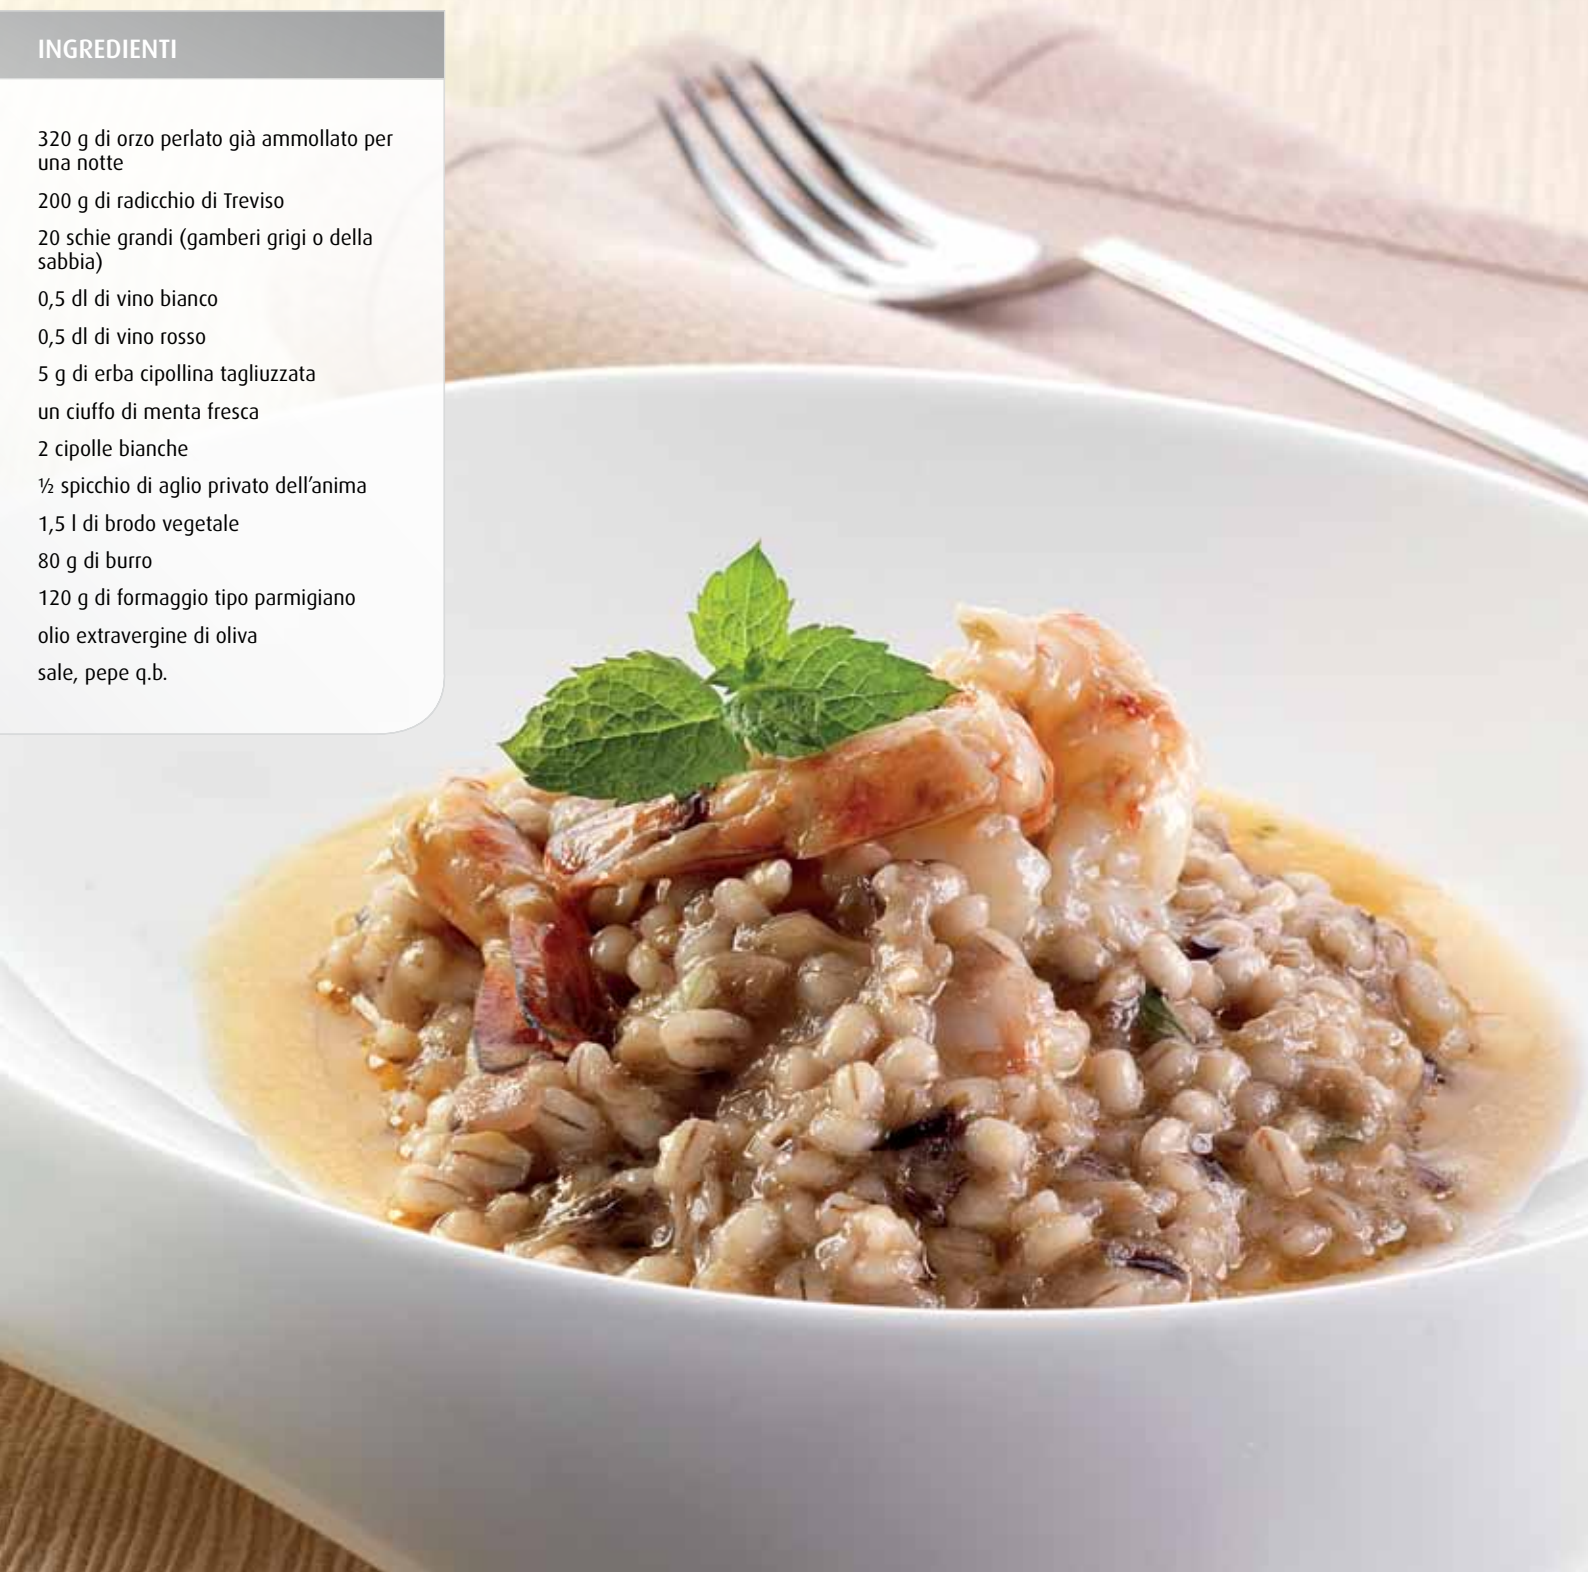 INGREDIENTI
320 g di orzo perlato già ammollato per
una notte
200 g di radicchio di Treviso
20 schie grandi (gamberi grigi o della
sabbia)
0,5 dl di vino bianco
0,5 dl di vino rosso
5 g di erba cipollina tagliuzzata
un ciuffo di menta fresca
2 cipolle bianche
½ spicchio di aglio privato dell’anima
1,5 l di brodo vegetale
80 g di burro
120 g di formaggio tipo parmigiano
olio extravergine di oliva
sale, pepe q.b.